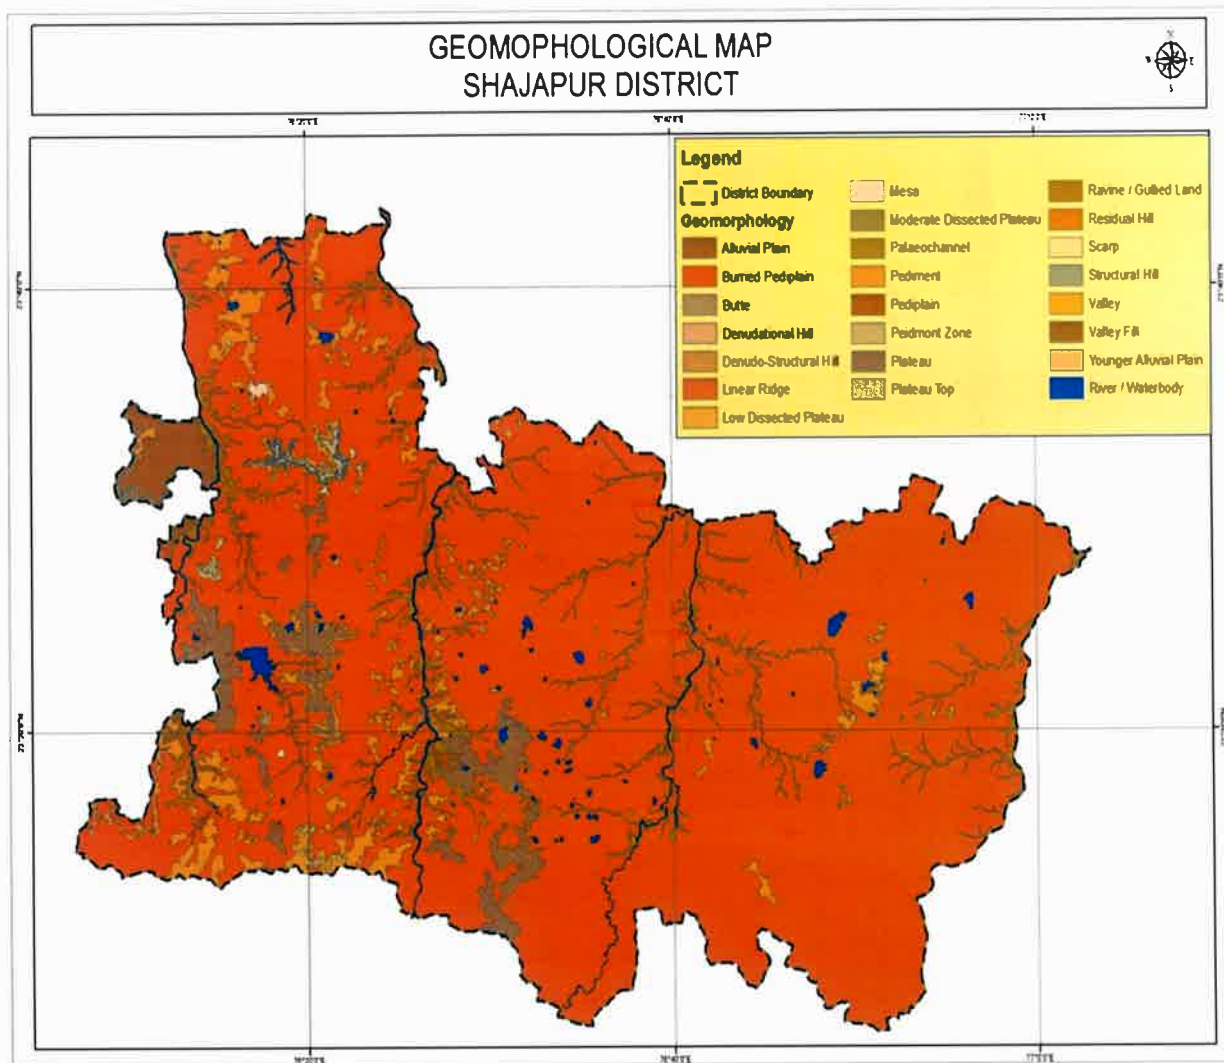 GEOMOPHOLOGICAL MAP
SHAJAPUR DISTRICT
Legend
District Boundary
Geomorphology
Alluvial Plain
Burried Pediplain
Butte
Denudational Hill
Denudo-Structural Hill
Linear Ridge
Low Dissected Plateau
Mesa
Moderate Dissected Plateau
Palaeochannel
Pediment
Pediplain
Peidmont Zone
Plateau
Plateau Top
Ravine / Gullied Land
Residual Hill
Scarp
Structural Hill
Valley
Valley Fill
Younger Alluvial Plain
River / Waterbody